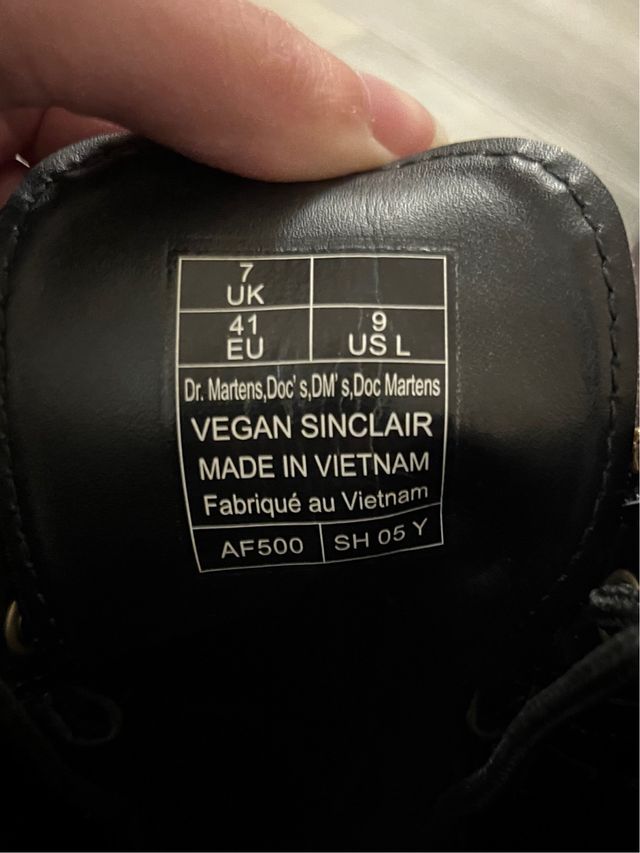 7
UK
41
EU
9
US L
Dr. Martens,Doc's,DM's,Doc Martens
VEGAN SINCLAIR
MADE IN VIETNAM
Fabriqué au Vietnam
AF500 SH 05 Y